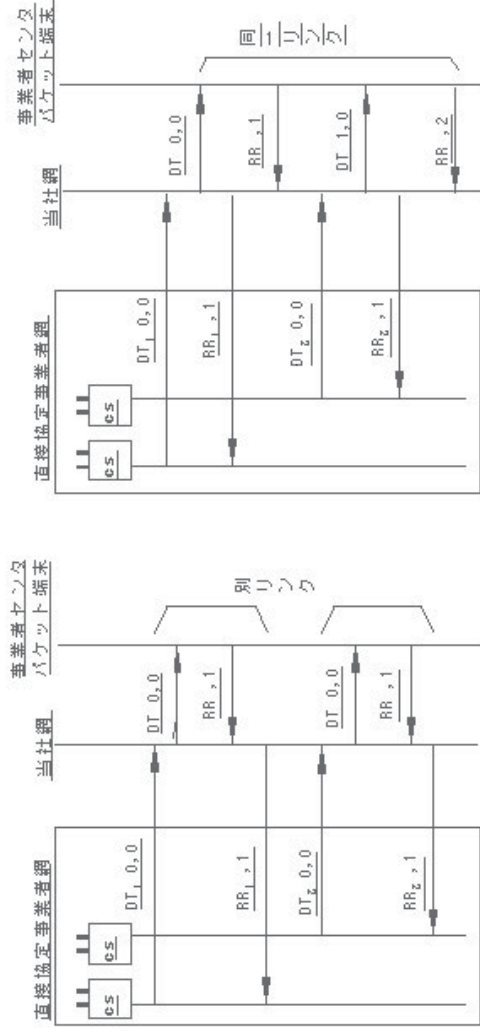 直接協定事業者網
当社網
事業者センタ
パケット端末
cs
cs
DT₁ 0,0
DT 0,0
RR ,1
RR₁ ,1
別リンク
DT₂ 0,0
DT 0,0
RR ,1
RR₂ ,1
直接協定事業者網
当社網
事業者センタ
パケット端末
cs
cs
DT₁ 0,0
DT 0,0
RR₁ ,1
RR ,1
同一リンク
DT₂ 0,0
DT 1,0
RR₂ ,1
RR ,2